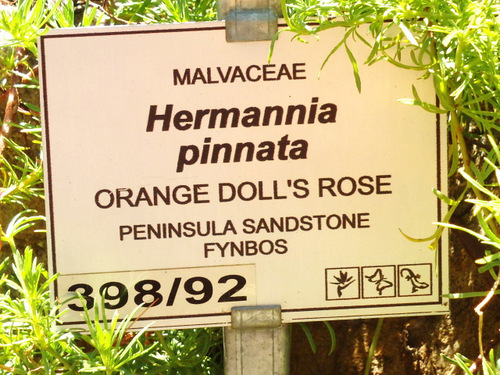 MALVACEAE
Hermannia
pinnata
ORANGE DOLL'S ROSE
PENINSULA SANDSTONE
FYNBOS
398/92